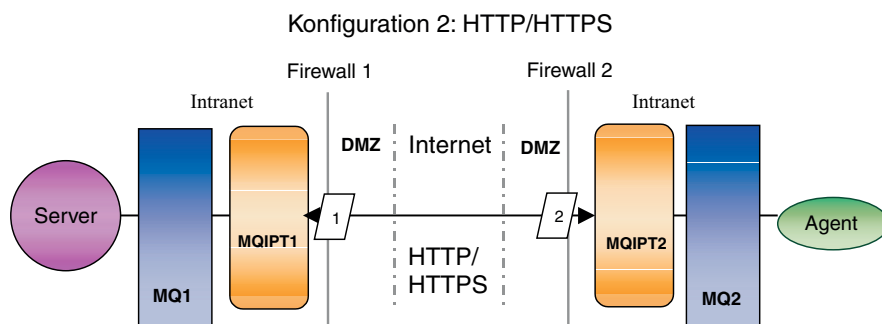 Konfiguration 2: HTTP/HTTPS
Firewall 1
Firewall 2
Intranet
Intranet
DMZ
Internet
DMZ
Server
1
2
Agent
MQIPT1
MQIPT2
HTTP/
HTTPS
MQ1
MQ2